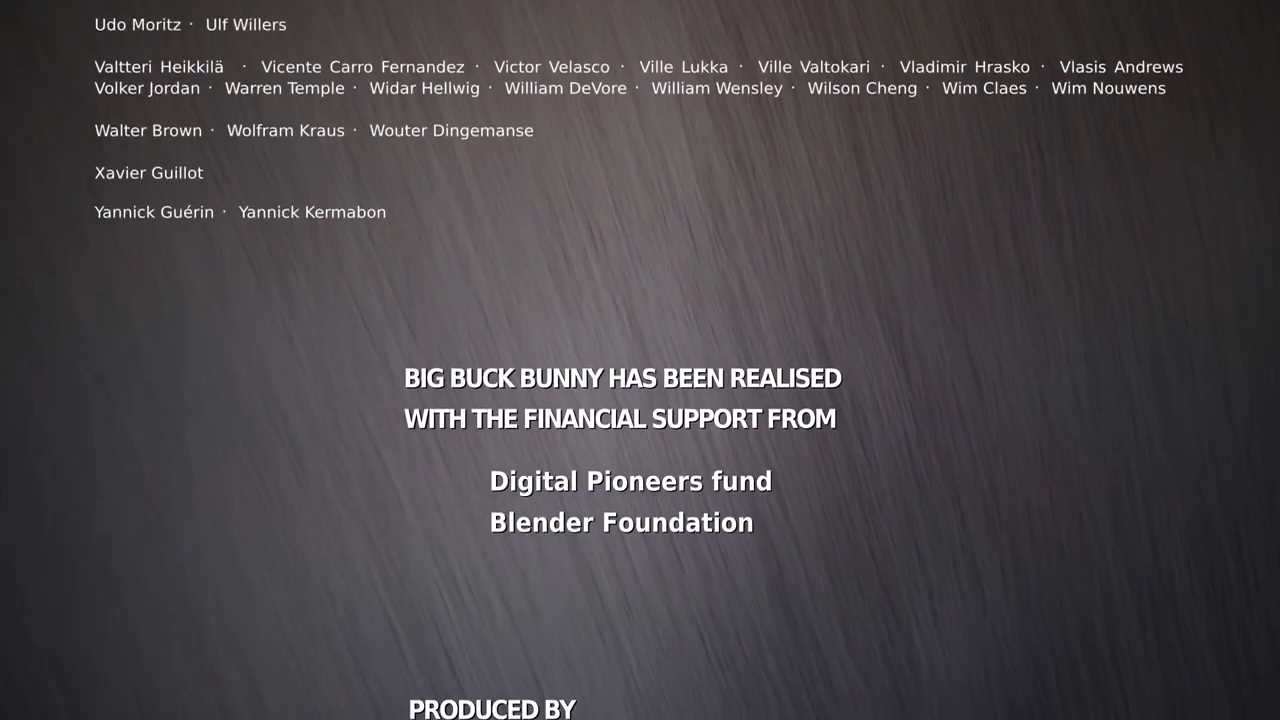 Udo Moritz · Ulf Willers
Valtteri Heikkilä · Vicente Carro Fernandez · Victor Velasco · Ville Lukka · Ville Valtokari · Vladimir Hrasko · Vlasis Andrews
Volker Jordan · Warren Temple · Widar Hellwig · William DeVore · William Wensley · Wilson Cheng · Wim Claes · Wim Nouwens
Walter Brown · Wolfram Kraus · Wouter Dingemanse
Xavier Guillot
Yannick Guérin · Yannick Kermabon
BIG BUCK BUNNY HAS BEEN REALISED
WITH THE FINANCIAL SUPPORT FROM
Digital Pioneers fund
Blender Foundation
PRODUCED BY